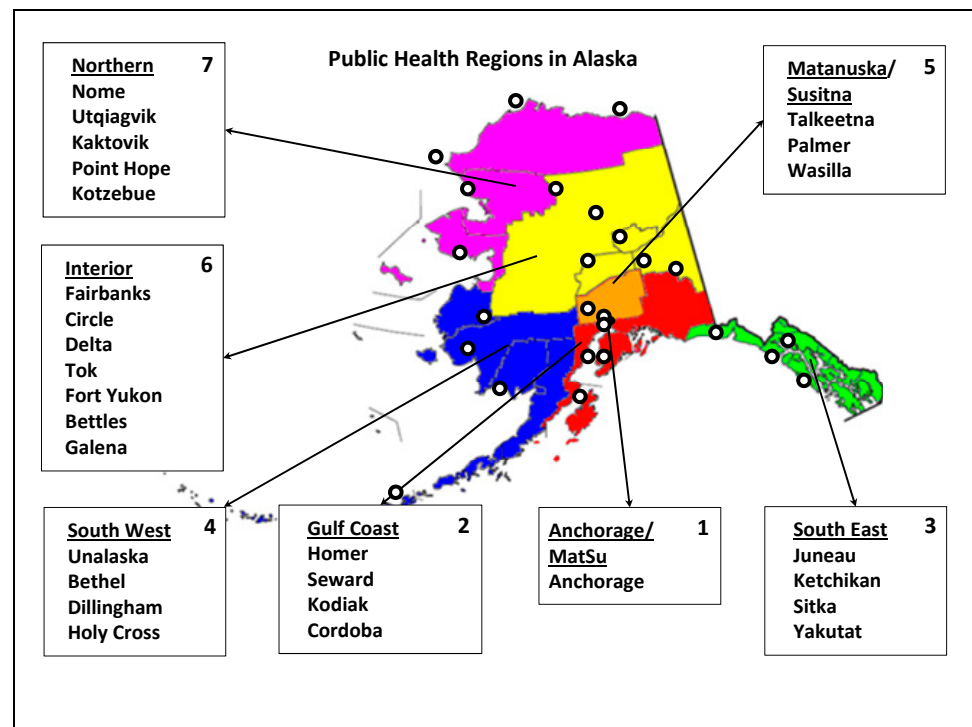 Public Health Regions in Alaska
Northern 7
Nome
Utqiagvik
Kaktovik
Point Hope
Kotzebue
Matanuska/ 5
Susitna
Talkeetna
Palmer
Wasilla
Interior 6
Fairbanks
Circle
Delta
Tok
Fort Yukon
Bettles
Galena
South West 4
Unalaska
Bethel
Dillingham
Holy Cross
Gulf Coast 2
Homer
Seward
Kodiak
Cordoba
Anchorage/ 1
MatSu
Anchorage
South East 3
Juneau
Ketchikan
Sitka
Yakutat